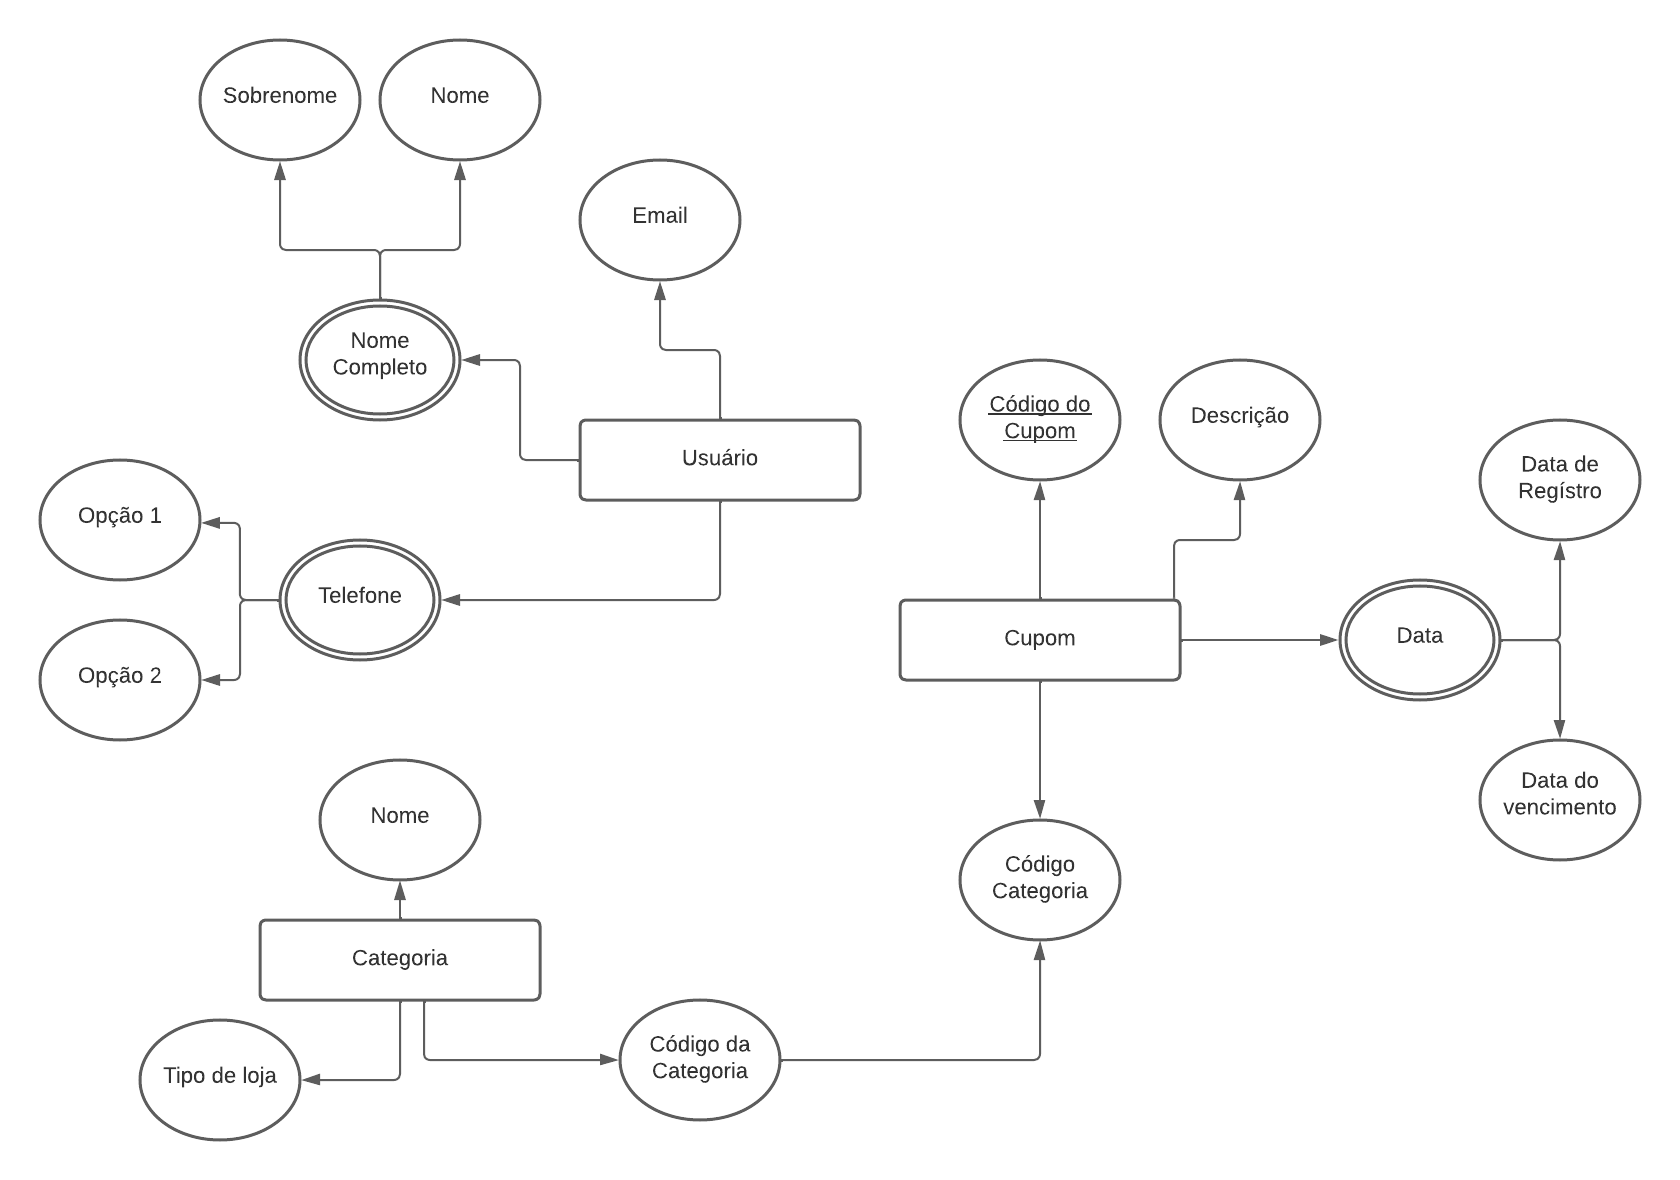 Sobrenome
Nome
Email
Nome
Completo
Usuário
Opção 1
Telefone
Opção 2
Código do
Cupom
Descrição
Data de
Regístro
Cupom
Data
Data do
vencimento
Nome
Código
Categoria
Categoria
Tipo de loja
Código da
Categoria